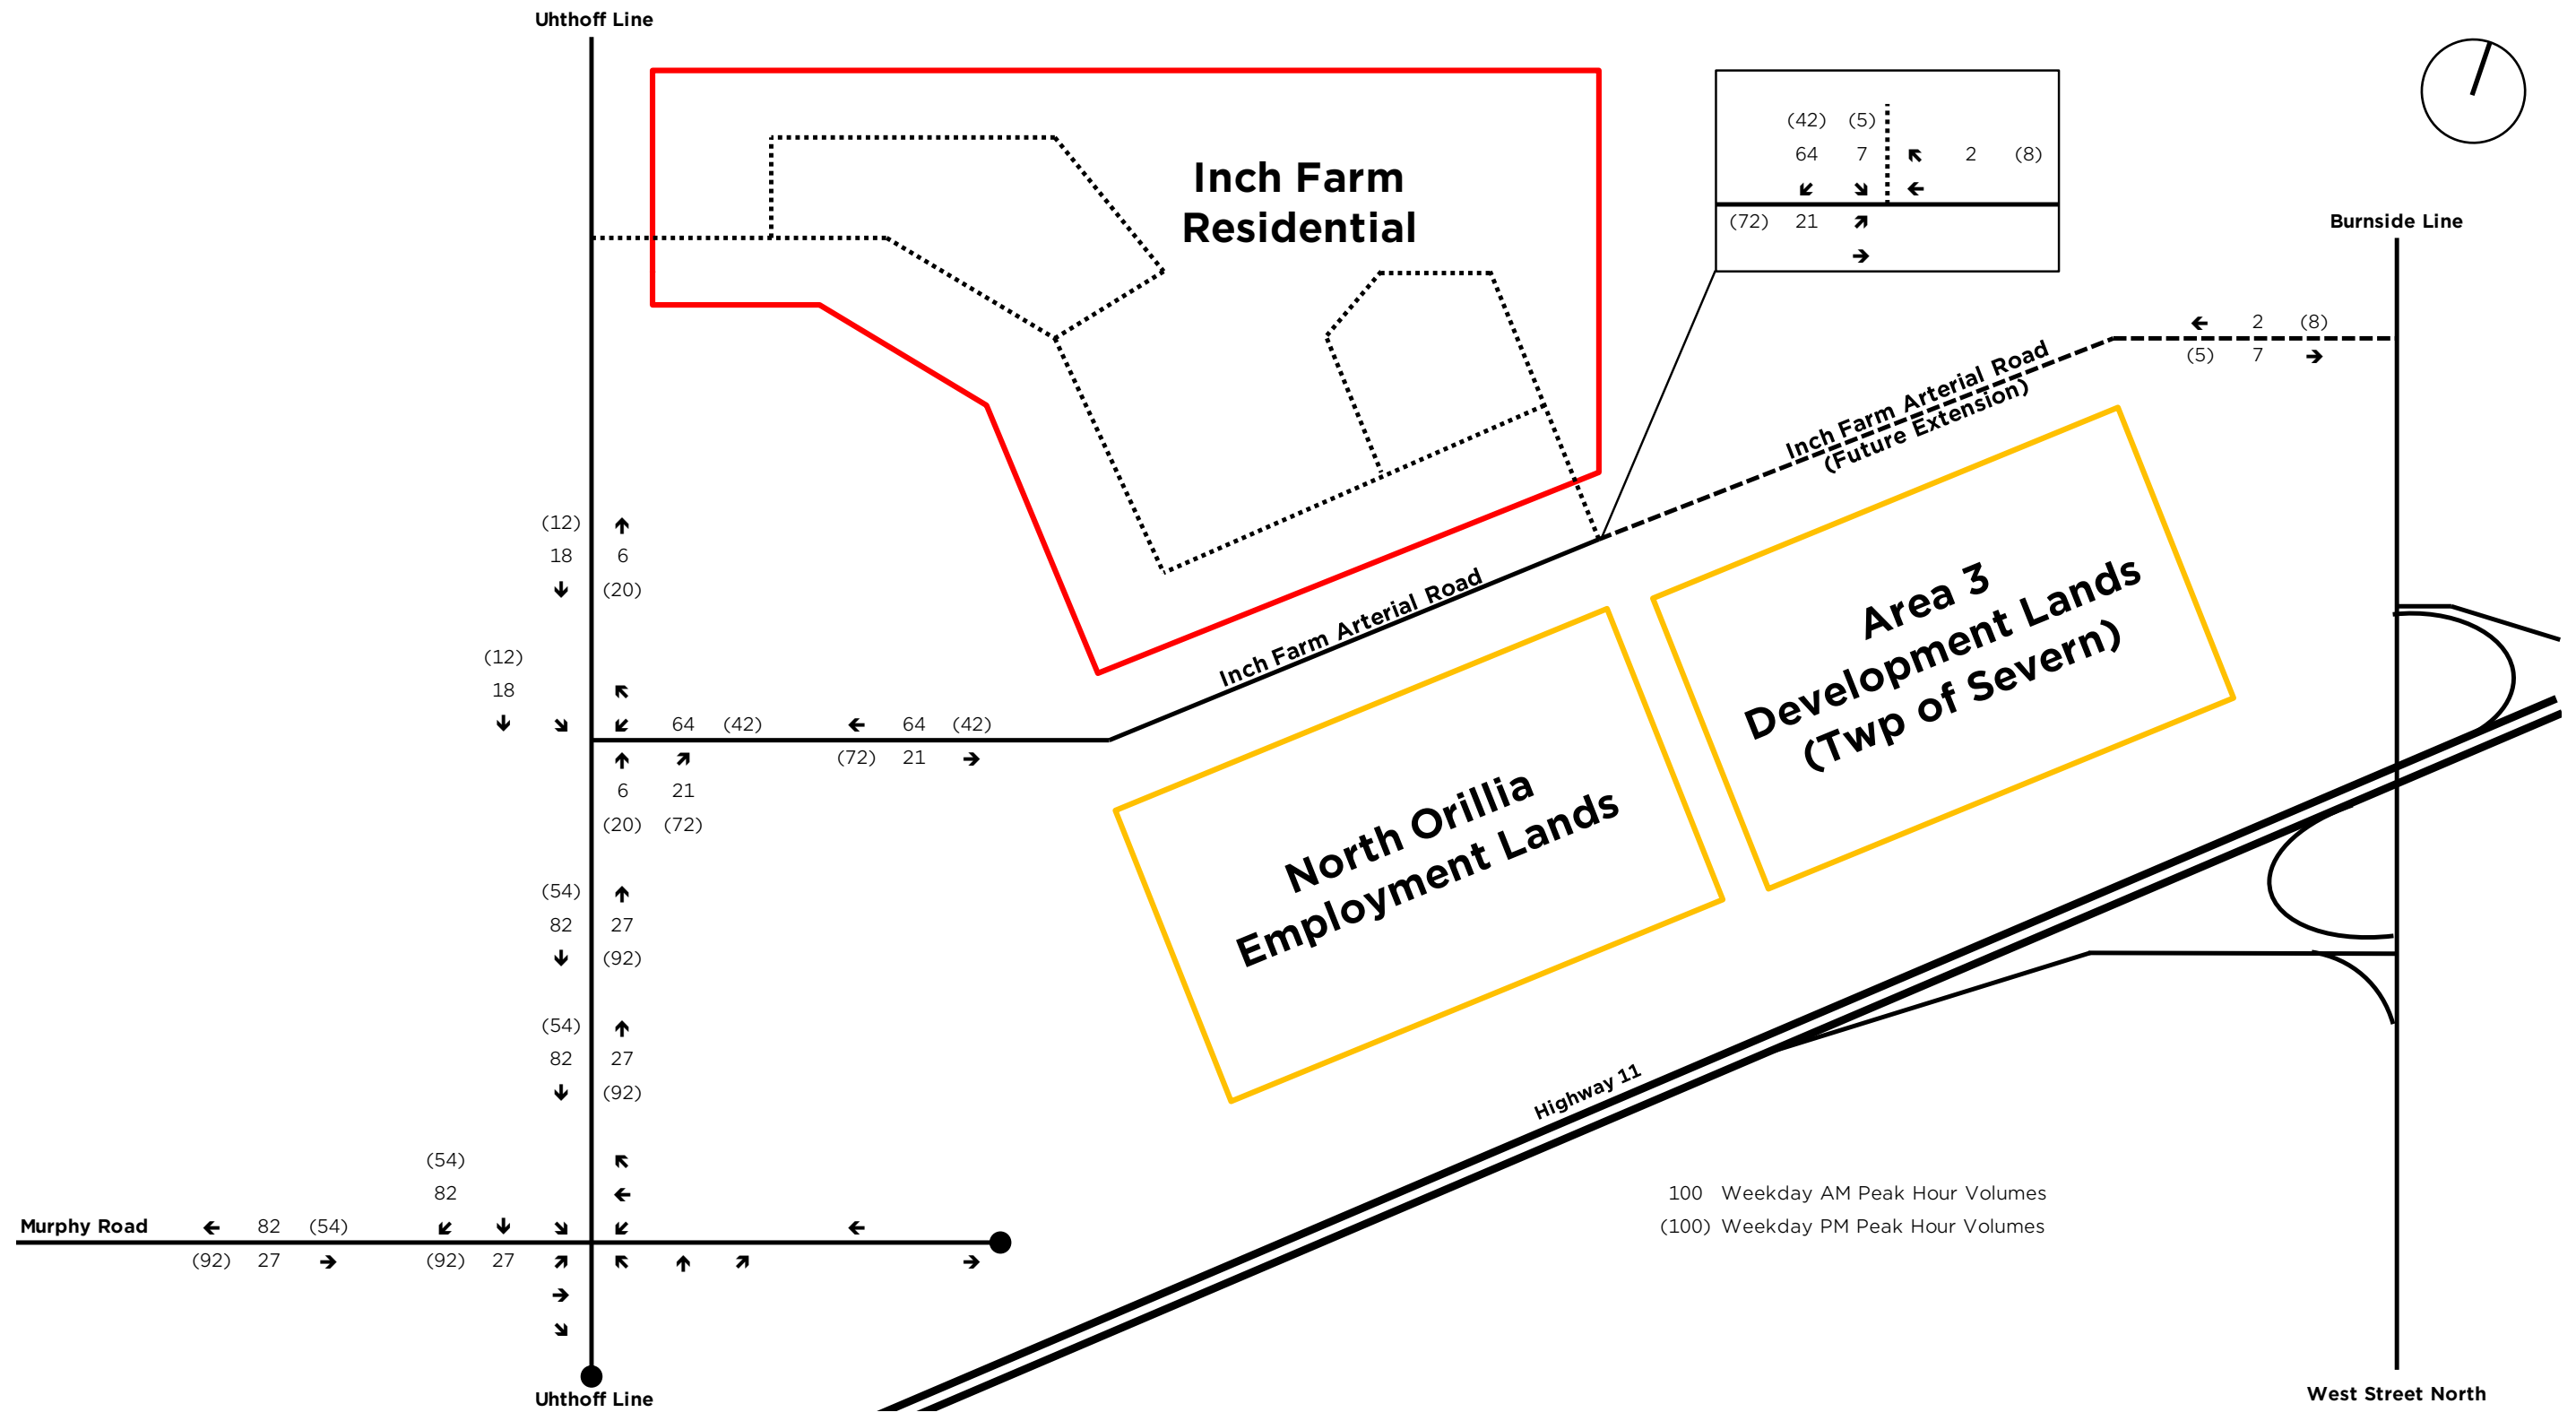 Uhthoff Line
Inch Farm
Residential
(42) (5)
64 7 2 (8)
(72) 21
Burnside Line
2 (8)
(5) 7
Inch Farm Arterial Road
(Future Extension)
(12)
18 6
(20)
Inch Farm Arterial Road
Area 3
Development Lands
(Twp of Severn)
(12)
18
64 (42) 64 (42)
(72) 21
6 21
(20) (72)
North Orillia
Employment Lands
(54)
82 27
(92)
(54)
82 27
(92)
Highway 11
(54)
82
Murphy Road 82 (54)
(92) 27 (92) 27
100 Weekday AM Peak Hour Volumes
(100) Weekday PM Peak Hour Volumes
Uhthoff Line
West Street North